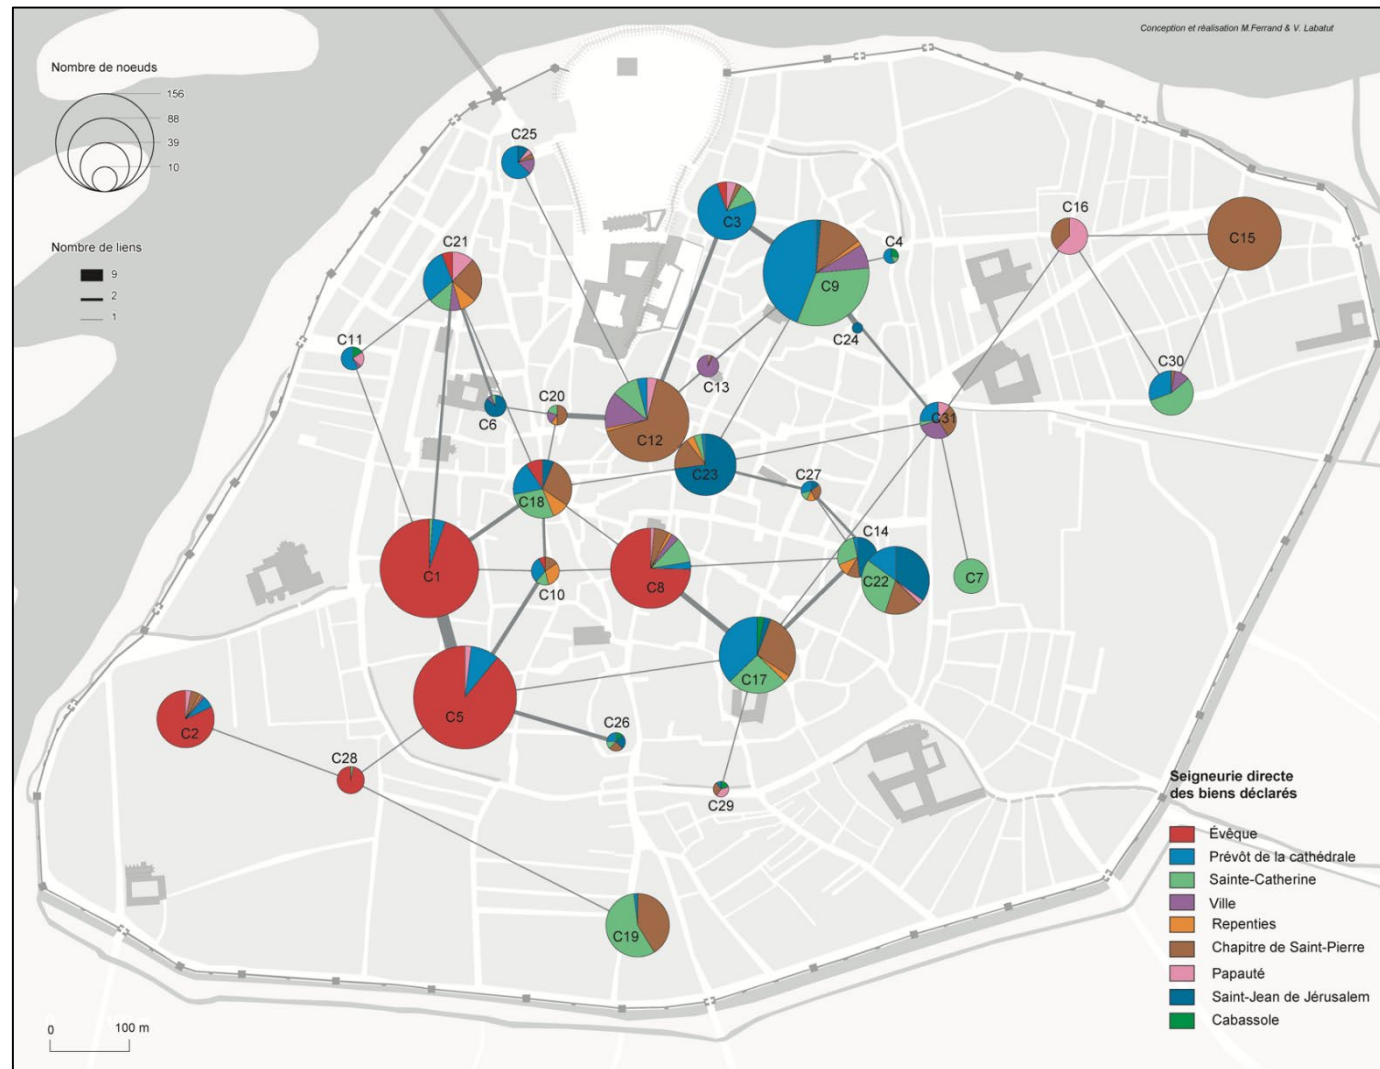 Conception et réalisation M.Ferrand & V. Labatut
Nombre de noeuds
156
88
39
10
Nombre de liens
9
2
1
C25
C3
C16
C15
C21
C4
C9
C24
C11
C13
C30
C20
C6
C12
C31
C23
C18
C27
C14
C1
C10
C8
C22
C7
C17
C5
C2
C26
C28
C29
C19
Seigneurie directe
des biens déclarés
Évêque
Prévôt de la cathédrale
Sainte-Catherine
Ville
Repenties
Chapitre de Saint-Pierre
Papauté
Saint-Jean de Jérusalem
Cabassole
0 100 m